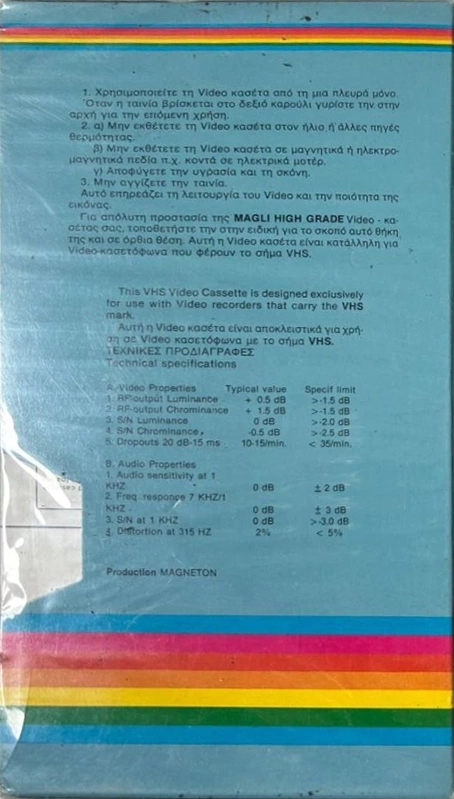 1. Χρησιμοποιείτε τη Video κασέτα από τη μια πλευρά μόνο.
Όταν η ταινία βρίσκεται στο δεξιό καρούλι γυρίστε την στην
αρχή για την επόμενη χρήση.
2. α) Μην εκθέτετε τη Video κασέτα στον ήλιο ή άλλες πηγές
θερμότητας.
β) Μην εκθέτετε τη Video κασέτα σε μαγνητικά ή ηλεκτρο-
μαγνητικά πεδία π.χ. κοντά σε ηλεκτρικά μοτέρ.
γ) Αποφύγετε την υγρασία και τη σκόνη.
3. Μην αγγίζετε την ταινία.
Αυτό επηρεάζει τη λειτουργία του Video και την ποιότητα της
εικόνας.
Για απόλυτη προστασία της MAGLI HIGH GRADE Video - κα-
σέτας σας, τοποθετήστε την στην ειδική για το σκοπό αυτό θήκη
της και σε όρθια θέση. Αυτή η Video κασέτα είναι κατάλληλη για
Video-κασετόφωνα που φέρουν το σήμα VHS.
This VHS Video Cassette is designed exclusively
for use with Video recorders that carry the VHS
mark.
Αυτή η Video κασέτα είναι αποκλειστικά για χρή-
ση σε Video κασετόφωνα με το σήμα VHS.
ΤΕΧΝΙΚΕΣ ΠΡΟΔΙΑΓΡΑΦΕΣ
Technical specifications
A. Video Properties Typical value Specif limit
1. RF output Luminance + 0.5 dB >-1.5 dB
2. RF output Chrominance + 1.5 dB >-1.5 dB
3. S/N Luminance 0 dB >-2.0 dB
4. S/N Chrominance -0.5 dB >-2.5 dB
5. Dropouts 20 dB-15 ms 10-15/min. < 35/min.
B. Audio Properties
1. Audio sensitivity at 1
KHZ 0 dB ± 2 dB
2. Freq. responce 7 KHZ/1
KHZ 0 dB ± 3 dB
3. S/N at 1 KHZ 0 dB >-3.0 dB
4. Distortion at 315 HZ 2% < 5%
Production MAGNETON